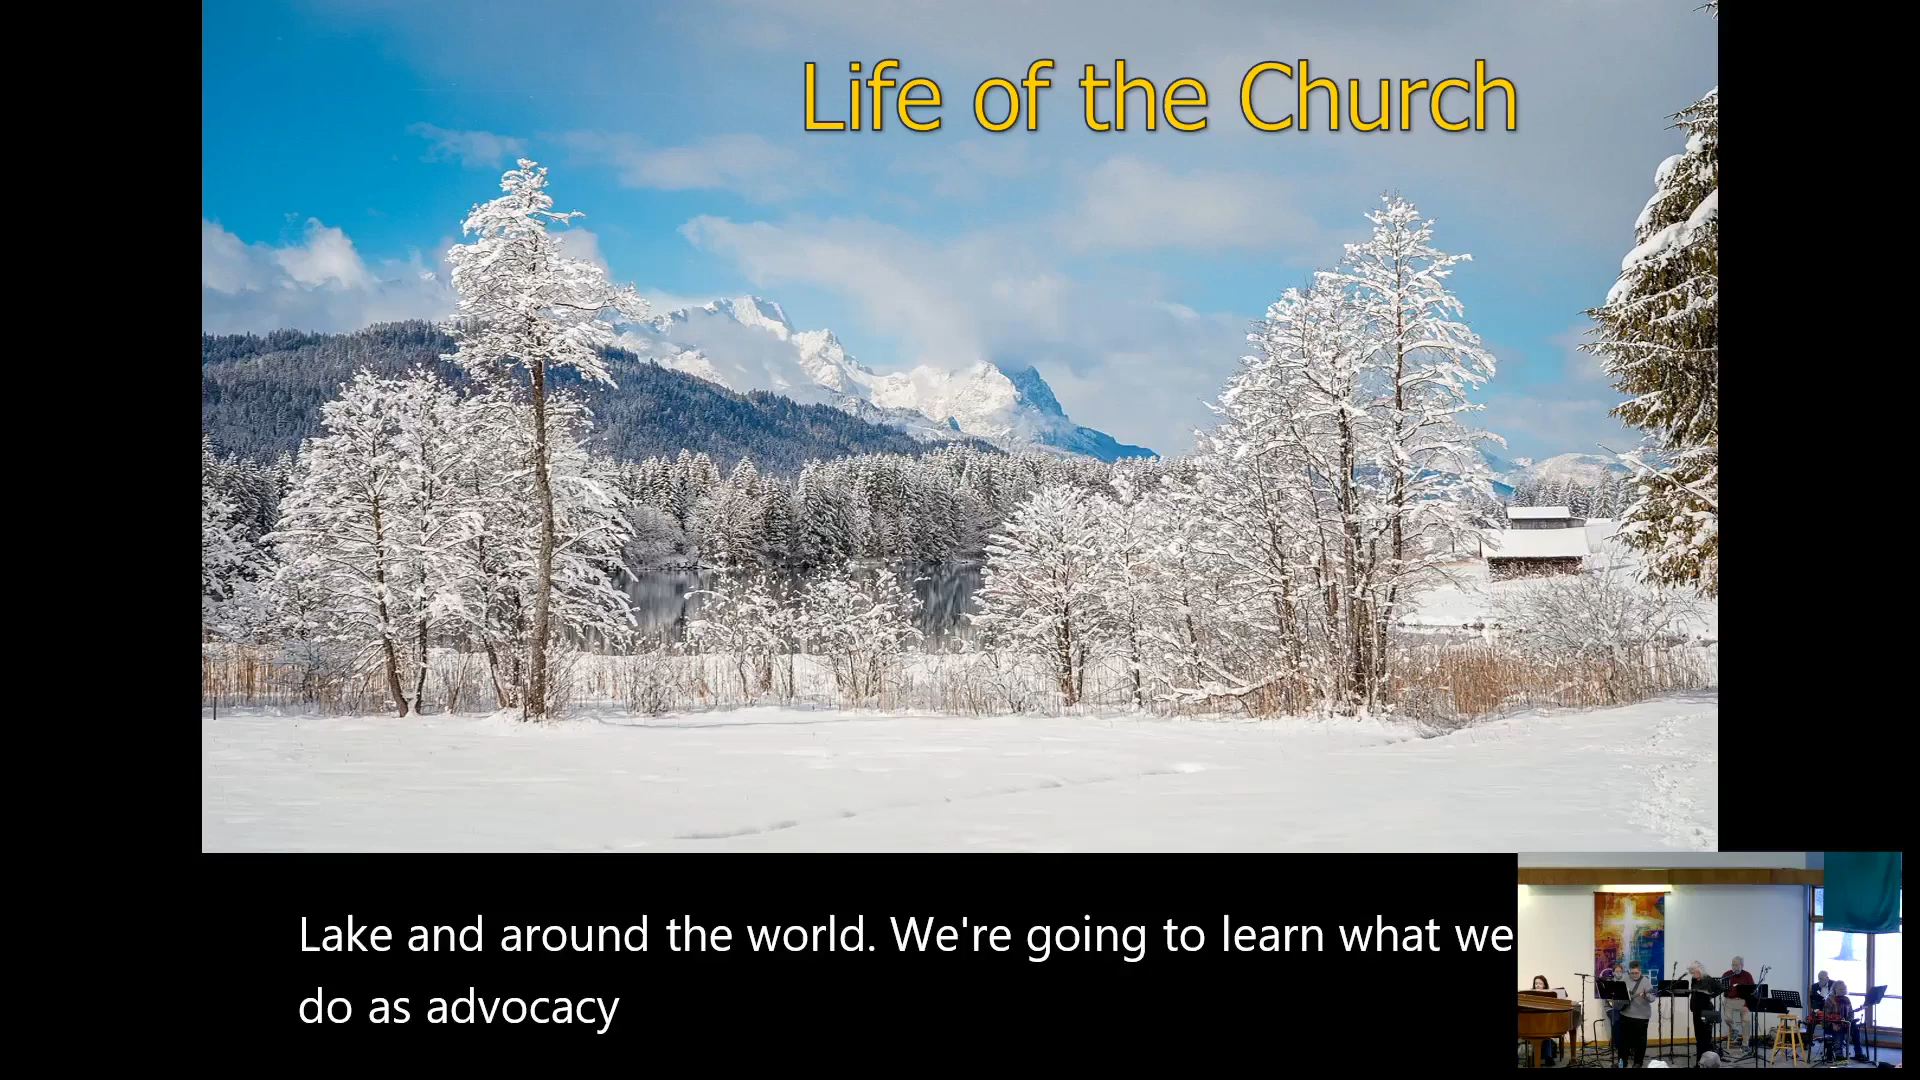 Life of the Church
Lake and around the world. We're going to learn what we
do as advocacy